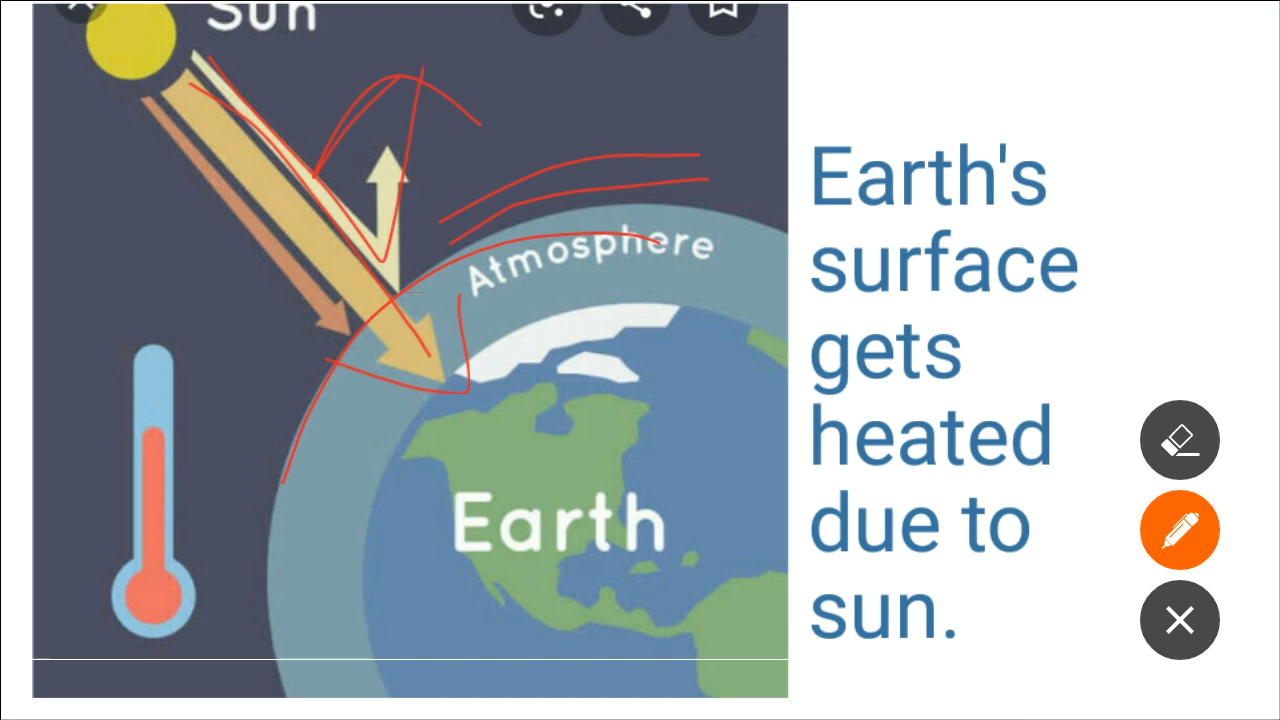 Sun
Atmosphere
Earth
Earth's
surface
gets
heated
due to
sun.